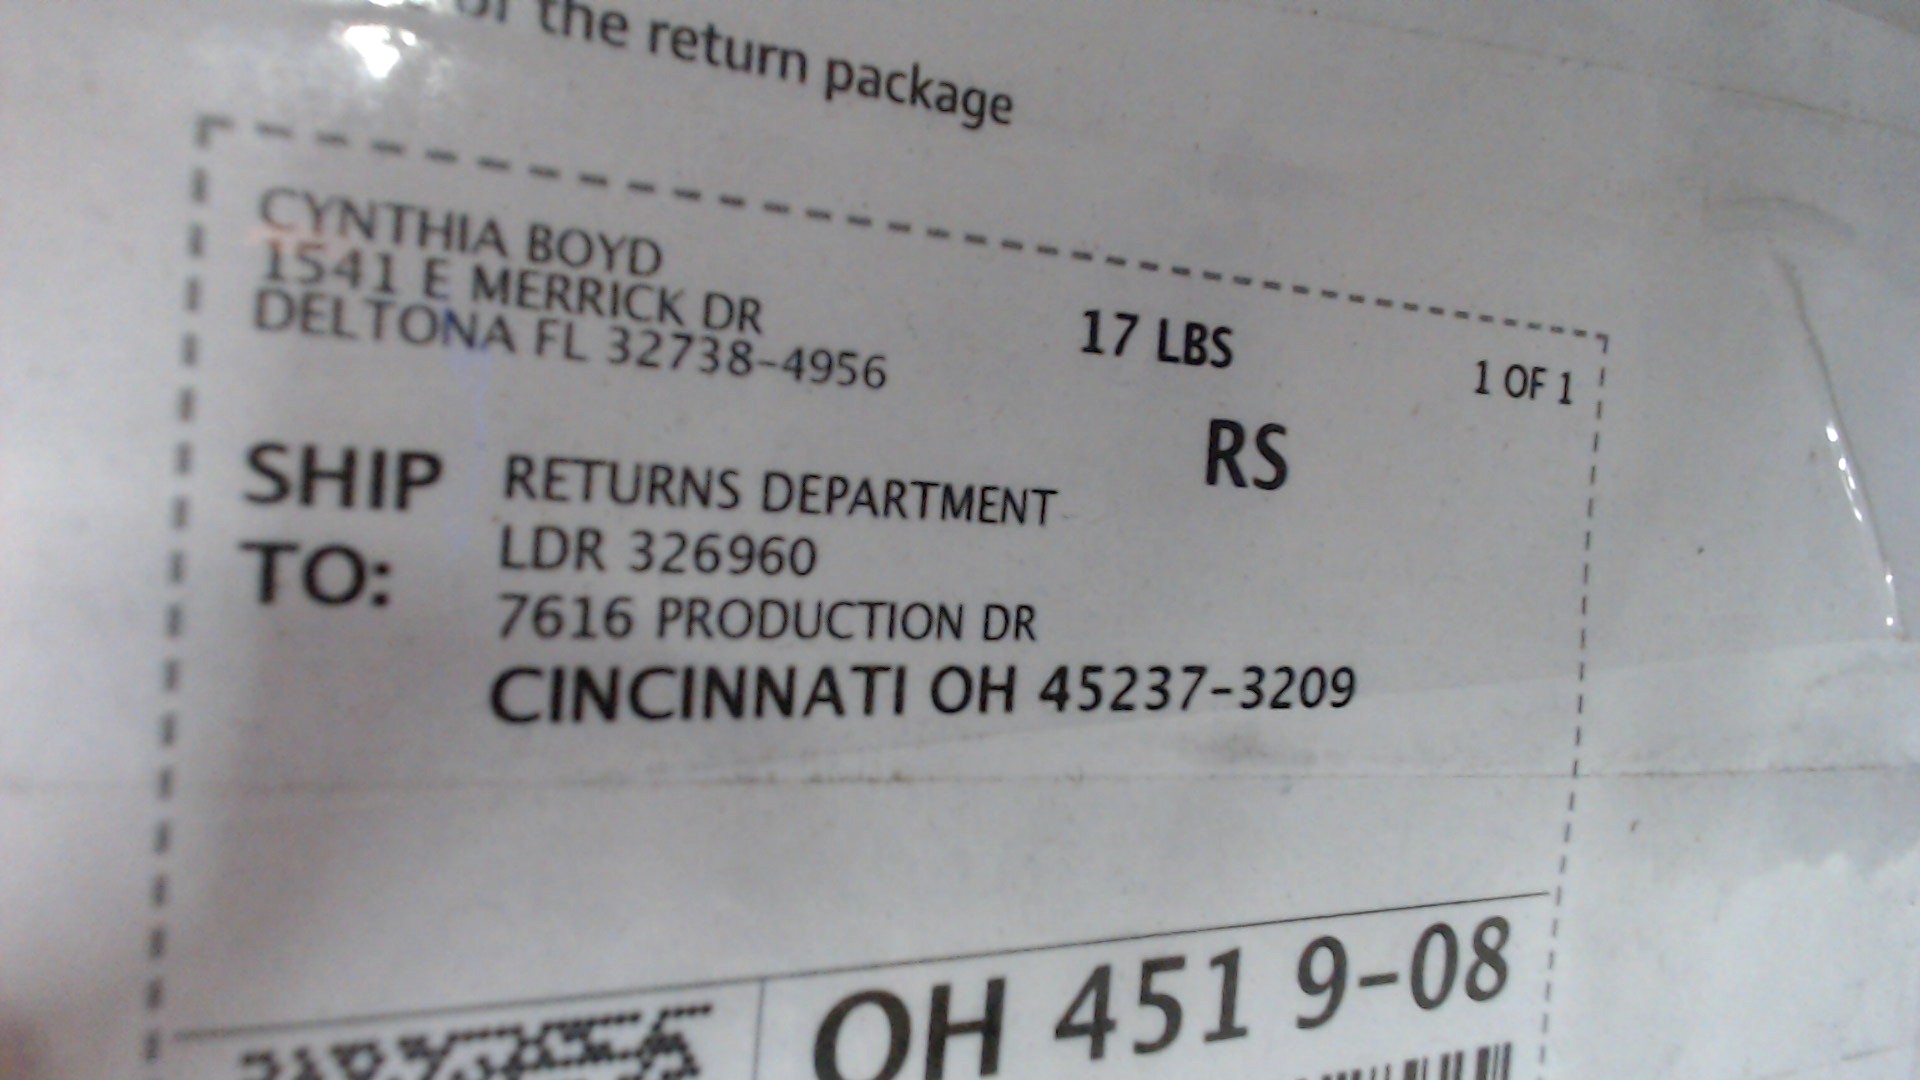 of the return package
CYNTHIA BOYD
1541 E MERRICK DR
DELTONA FL 32738-4956
17 LBS
1 OF 1
RS
SHIP TO:
RETURNS DEPARTMENT
LDR 326960
7616 PRODUCTION DR
CINCINNATI OH 45237-3209
OH 451 9-08